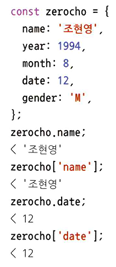 const zerocho = {
name: '조현영',
year: 1994,
month: 8,
date: 12,
gender: 'M',
};
zerocho.name;
< '조현영'
zerocho['name'];
< '조현영'
zerocho.date;
< 12
zerocho['date'];
< 12